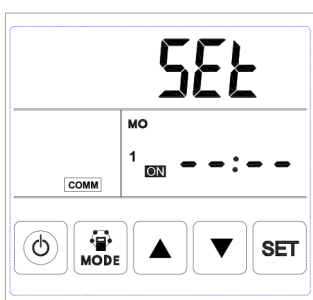 SEt
MO
1 ON --:--
COMM
MODE SET